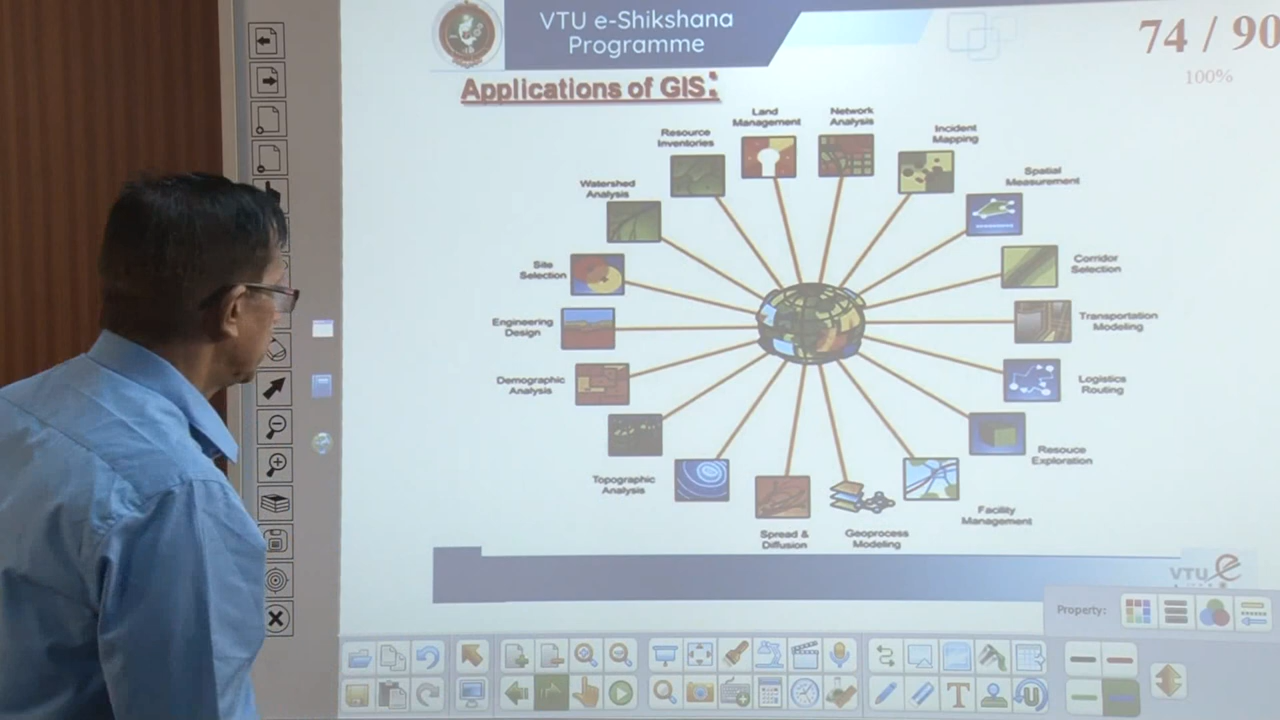 VTU e-Shikshana
Programme
74 / 90
100%
Applications of GIS:
Land
Management
Network
Analysis
Resource
Inventories
Incident
Mapping
Watershed
Analysis
Spatial
Measurement
Site
Selection
Corridor
Selection
Engineering
Design
Transportation
Modeling
Demographic
Analysis
Logistics
Routing
Topographic
Analysis
Resouce
Exploration
Facility
Management
Spread &
Diffusion
Geoprocess
Modeling
VTU e
Property: